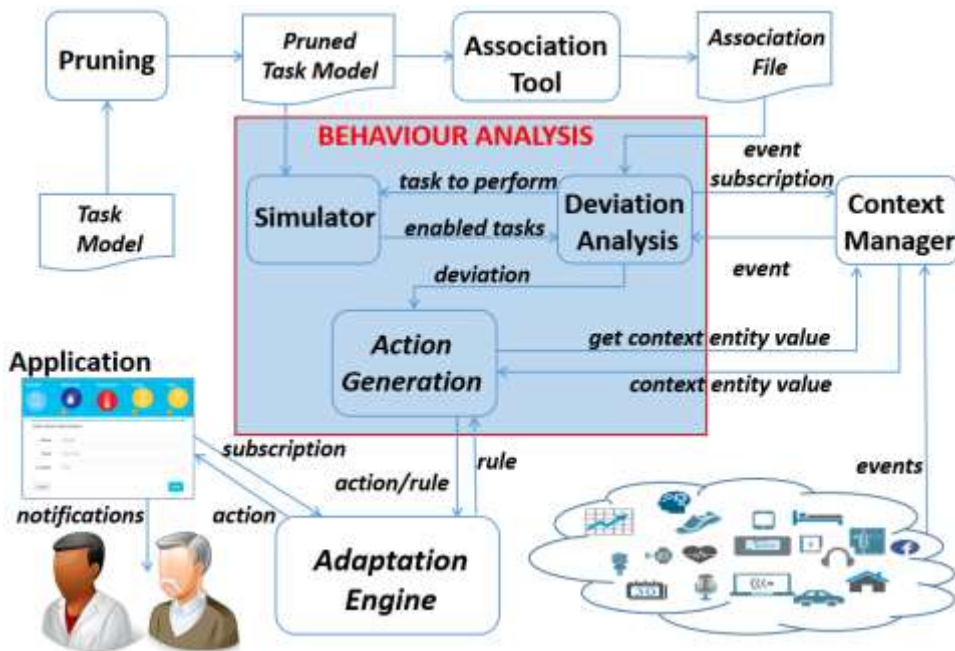 Pruning
Pruned
Task Model
Association
Tool
Association
File
BEHAVIOUR ANALYSIS
event
subscription
Task
Model
Simulator
task to perform
enabled tasks
Deviation
Analysis
Context
Manager
event
deviation
Action
Generation
get context entity value
context entity value
Application
subscription
action/rule
rule
events
notifications
action
Adaptation
Engine